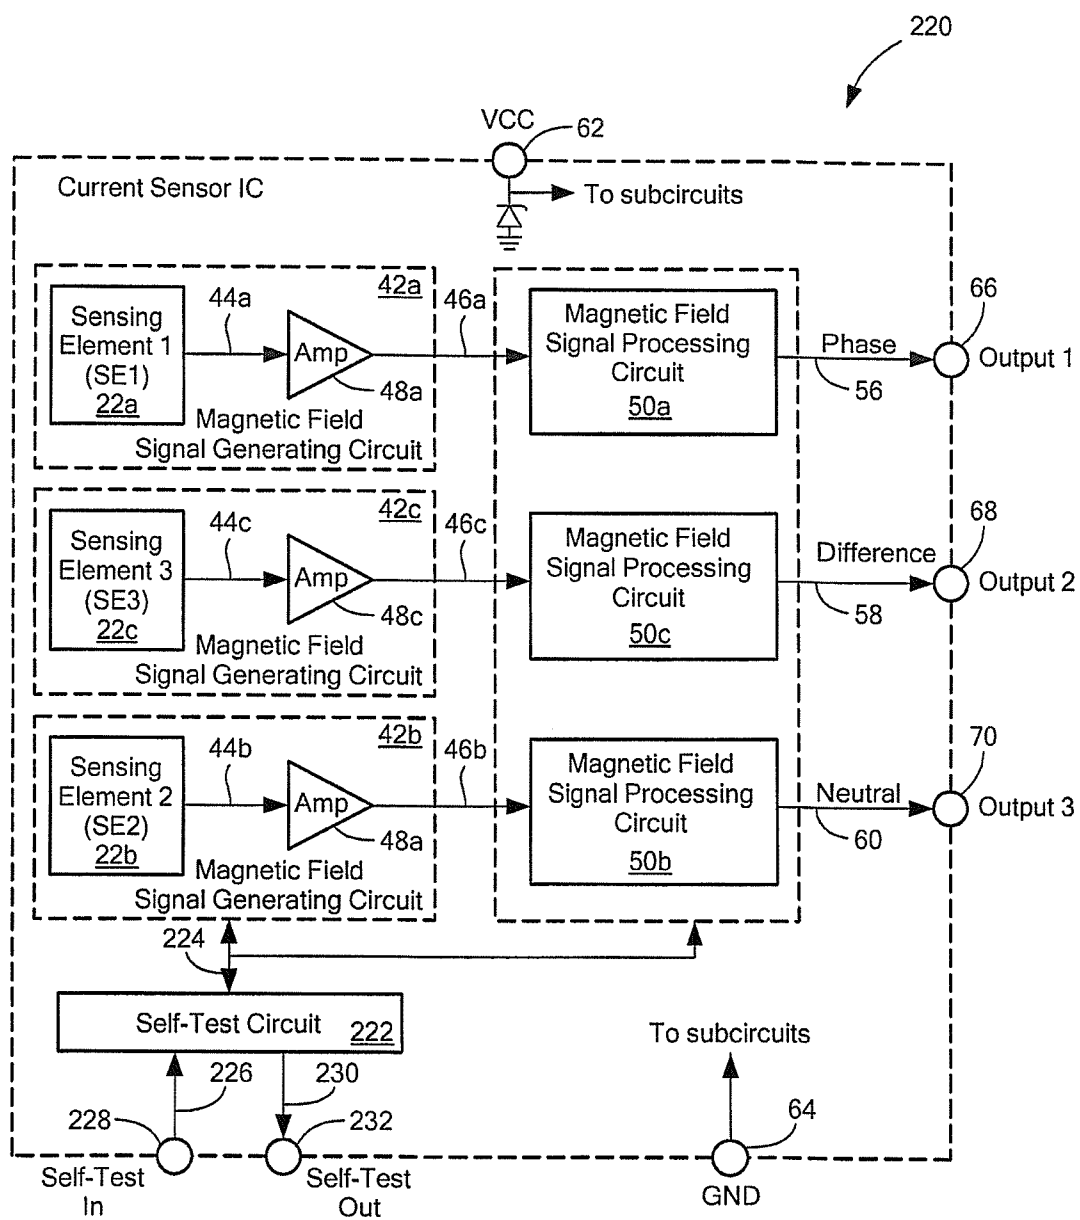 220
VCC
62
Current Sensor IC
To subcircuits
42a
44a
46a
66
Sensing
Element 1
(SE1)
22a
Amp
48a
Magnetic Field
Signal Generating Circuit
Magnetic Field
Signal Processing
Circuit
50a
Phase
56
Output 1
42c
44c
46c
68
Sensing
Element 3
(SE3)
22c
Amp
48c
Magnetic Field
Signal Generating Circuit
Magnetic Field
Signal Processing
Circuit
50c
Difference
58
Output 2
42b
44b
46b
70
Sensing
Element 2
(SE2)
22b
Amp
48a
Magnetic Field
Signal Generating Circuit
Magnetic Field
Signal Processing
Circuit
50b
Neutral
60
Output 3
224
Self-Test Circuit
222
To subcircuits
226
230
228
232
64
Self-Test
In
Self-Test
Out
GND